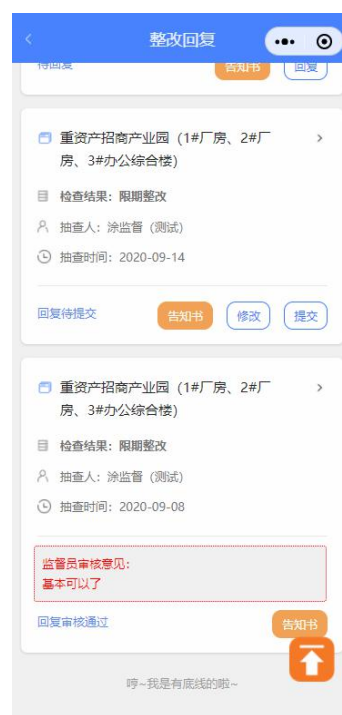 整改回复
待回复
告知书
回复
重资产招商产业园（1#厂房、2#厂
房、3#办公综合楼）
检查结果：限期整改
抽查人：涂监督（测试）
抽查时间：2020-09-14
回复待提交
告知书
修改
提交
重资产招商产业园（1#厂房、2#厂
房、3#办公综合楼）
检查结果：限期整改
抽查人：涂监督（测试）
抽查时间：2020-09-08
监督员审核意见：
基本可以了
回复审核通过
告知书
哼~我是有底线的啦~